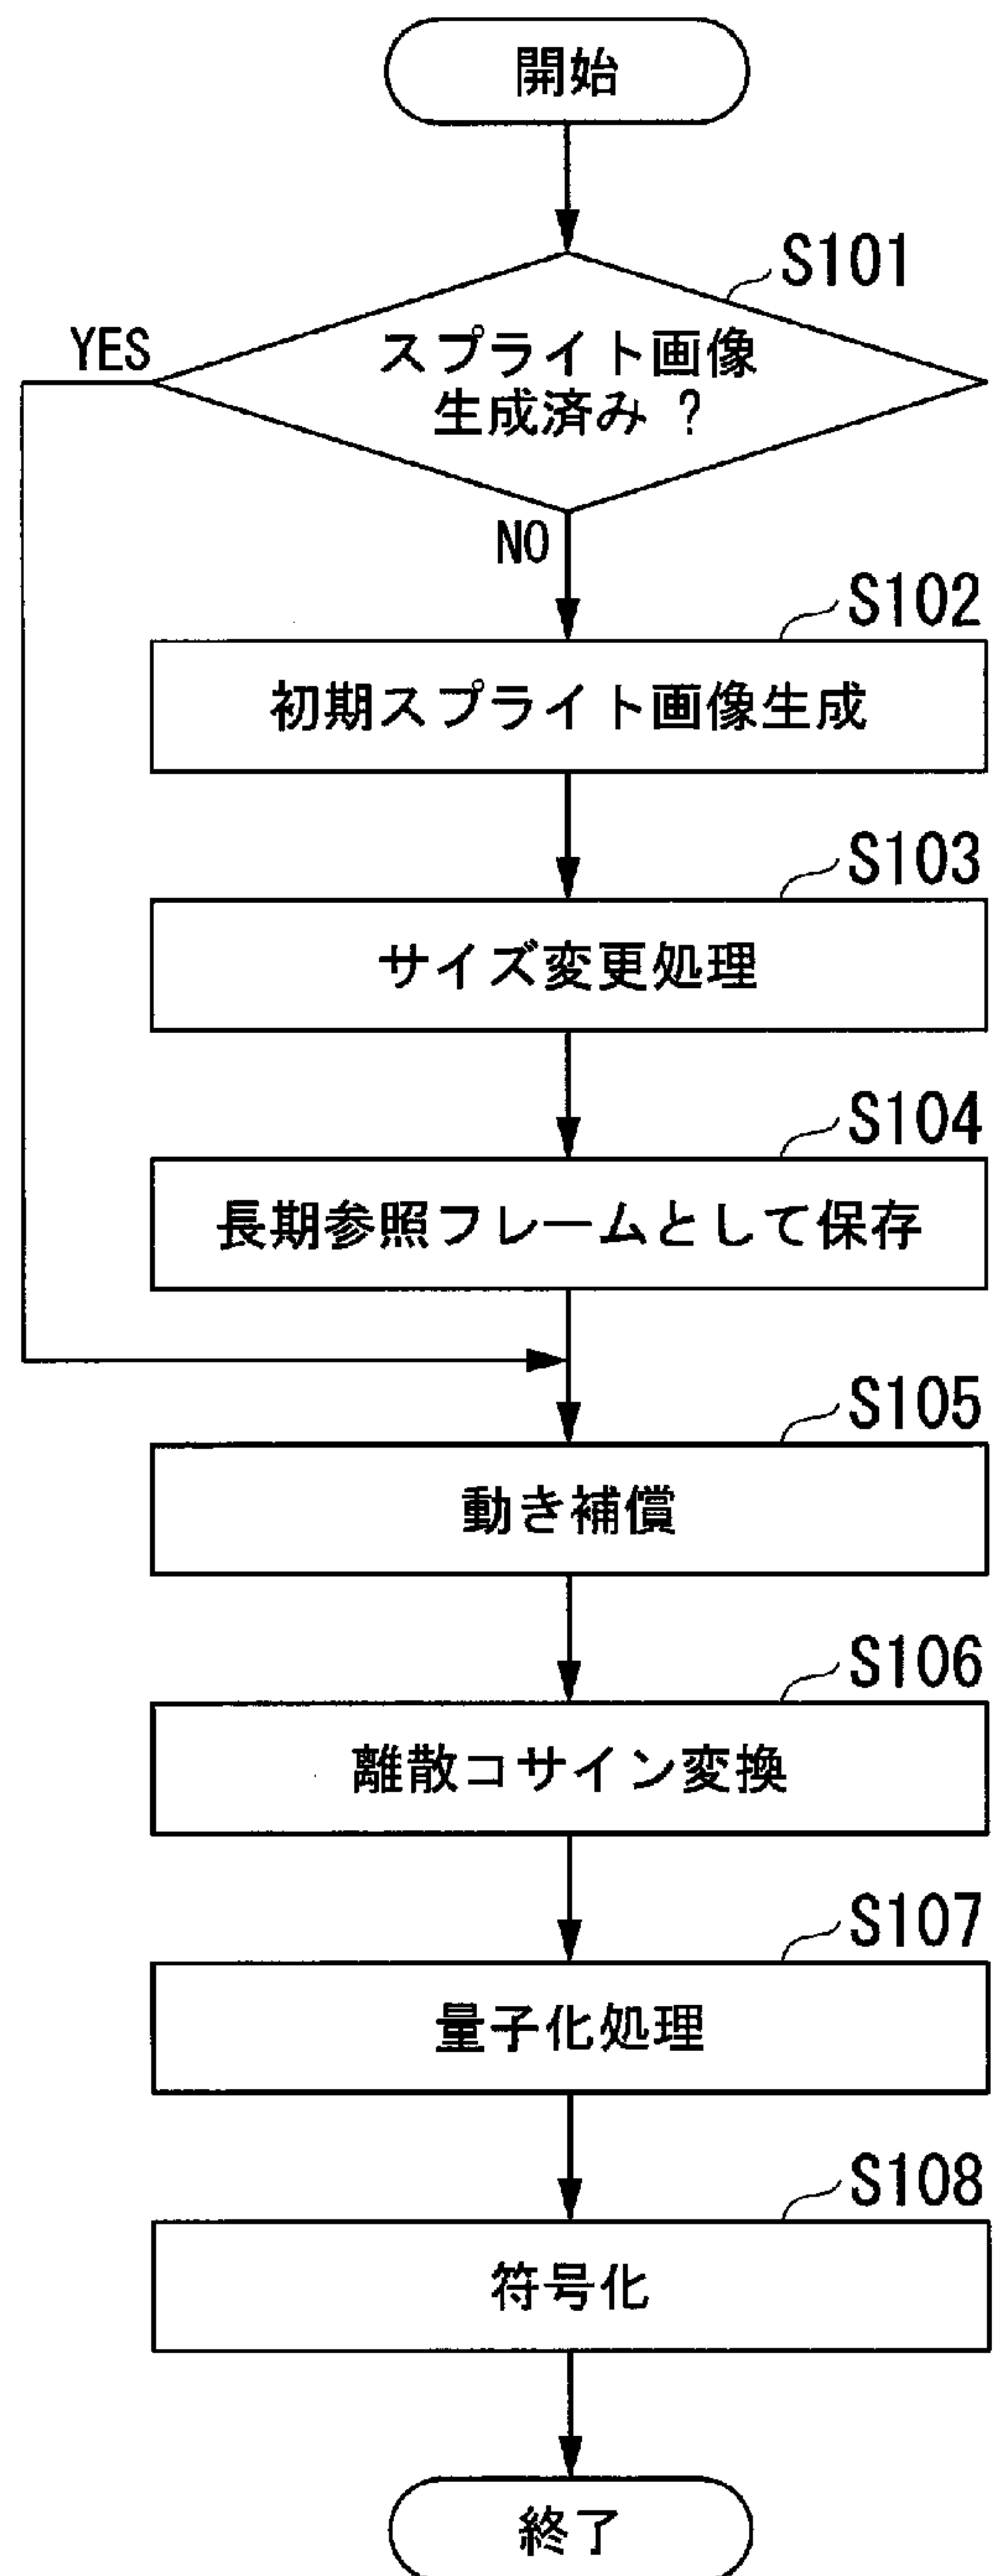 開始
S101
YES
スプライト画像
生成済み ?
NO
S102
初期スプライト画像生成
S103
サイズ変更処理
S104
長期参照フレームとして保存
S105
動き補償
S106
離散コサイン変換
S107
量子化処理
S108
符号化
終了